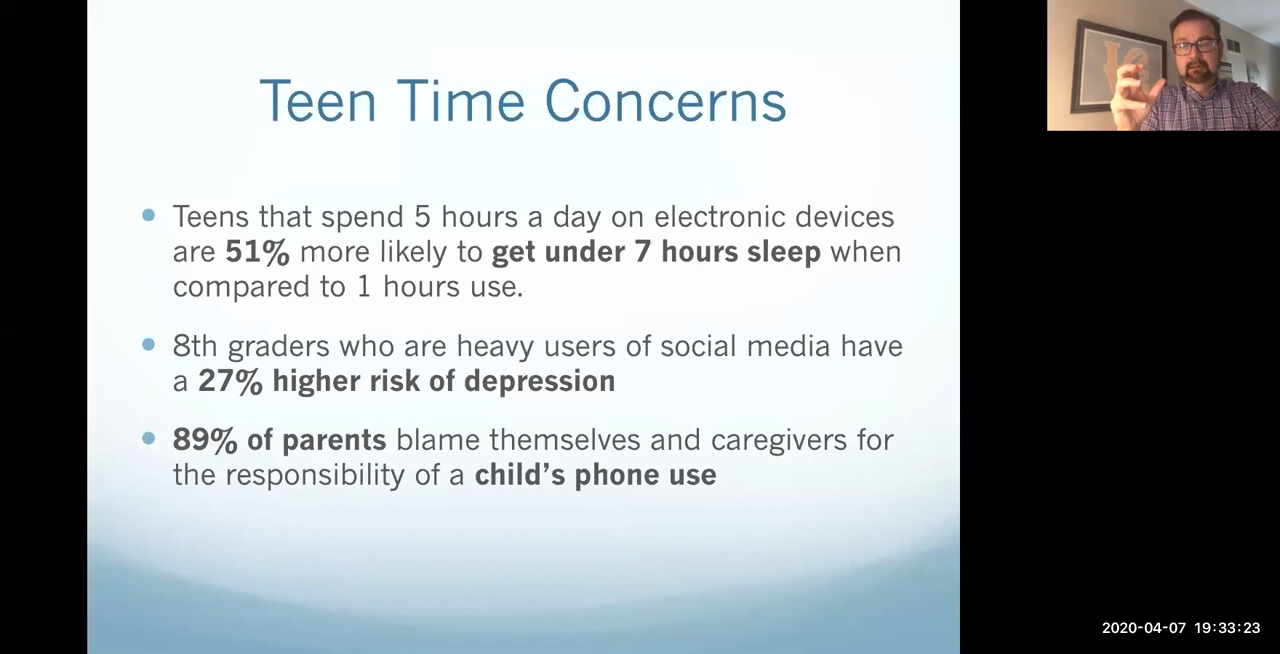 Teen Time Concerns
Teens that spend 5 hours a day on electronic devices
are 51% more likely to get under 7 hours sleep when
compared to 1 hours use.
8th graders who are heavy users of social media have
a 27% higher risk of depression
89% of parents blame themselves and caregivers for
the responsibility of a child’s phone use
2020-04-07 19:33:23